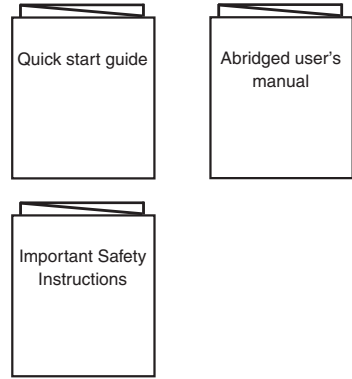 Quick start guide
Abridged user's
manual
Important Safety
Instructions